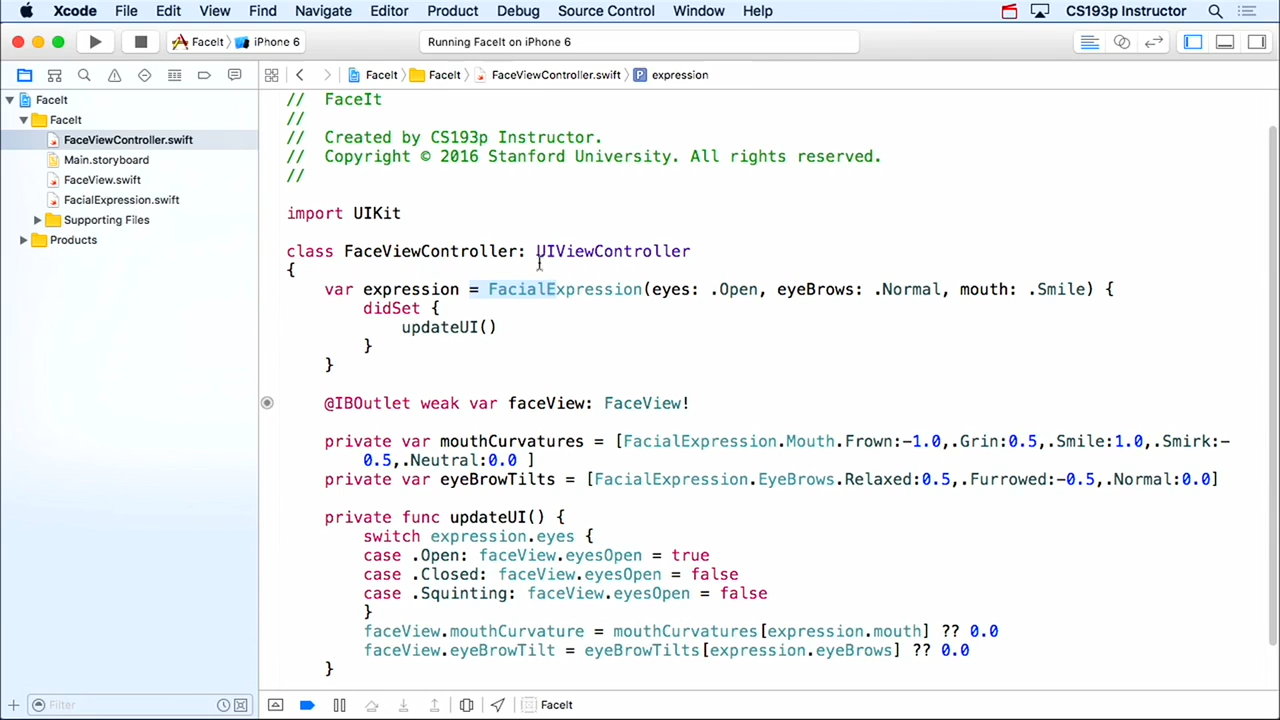 Xcode File Edit View Find Navigate Editor Product Debug Source Control Window Help CS193p Instructor
FaceIt iPhone 6 Running FaceIt on iPhone 6
FaceIt FaceIt FaceViewController.swift P expression
FaceIt
FaceIt
FaceViewController.swift
Main.storyboard
FaceView.swift
FacialExpression.swift
Supporting Files
Products
// FaceIt
//
// Created by CS193p Instructor.
// Copyright © 2016 Stanford University. All rights reserved.
//
import UIKit
class FaceViewController: UIViewController
{
var expression = FacialExpression(eyes: .Open, eyeBrows: .Normal, mouth: .Smile) {
didSet {
updateUI()
}
}
@IBOutlet weak var faceView: FaceView!
private var mouthCurvatures = [FacialExpression.Mouth.Frown:-1.0,.Grin:0.5,.Smile:1.0,.Smirk:-
0.5,.Neutral:0.0 ]
private var eyeBrowTilts = [FacialExpression.EyeBrows.Relaxed:0.5,.Furrowed:-0.5,.Normal:0.0]
private func updateUI() {
switch expression.eyes {
case .Open: faceView.eyesOpen = true
case .Closed: faceView.eyesOpen = false
case .Squinting: faceView.eyesOpen = false
}
faceView.mouthCurvature = mouthCurvatures[expression.mouth] ?? 0.0
faceView.eyeBrowTilt = eyeBrowTilts[expression.eyeBrows] ?? 0.0
}
Filter
FaceIt